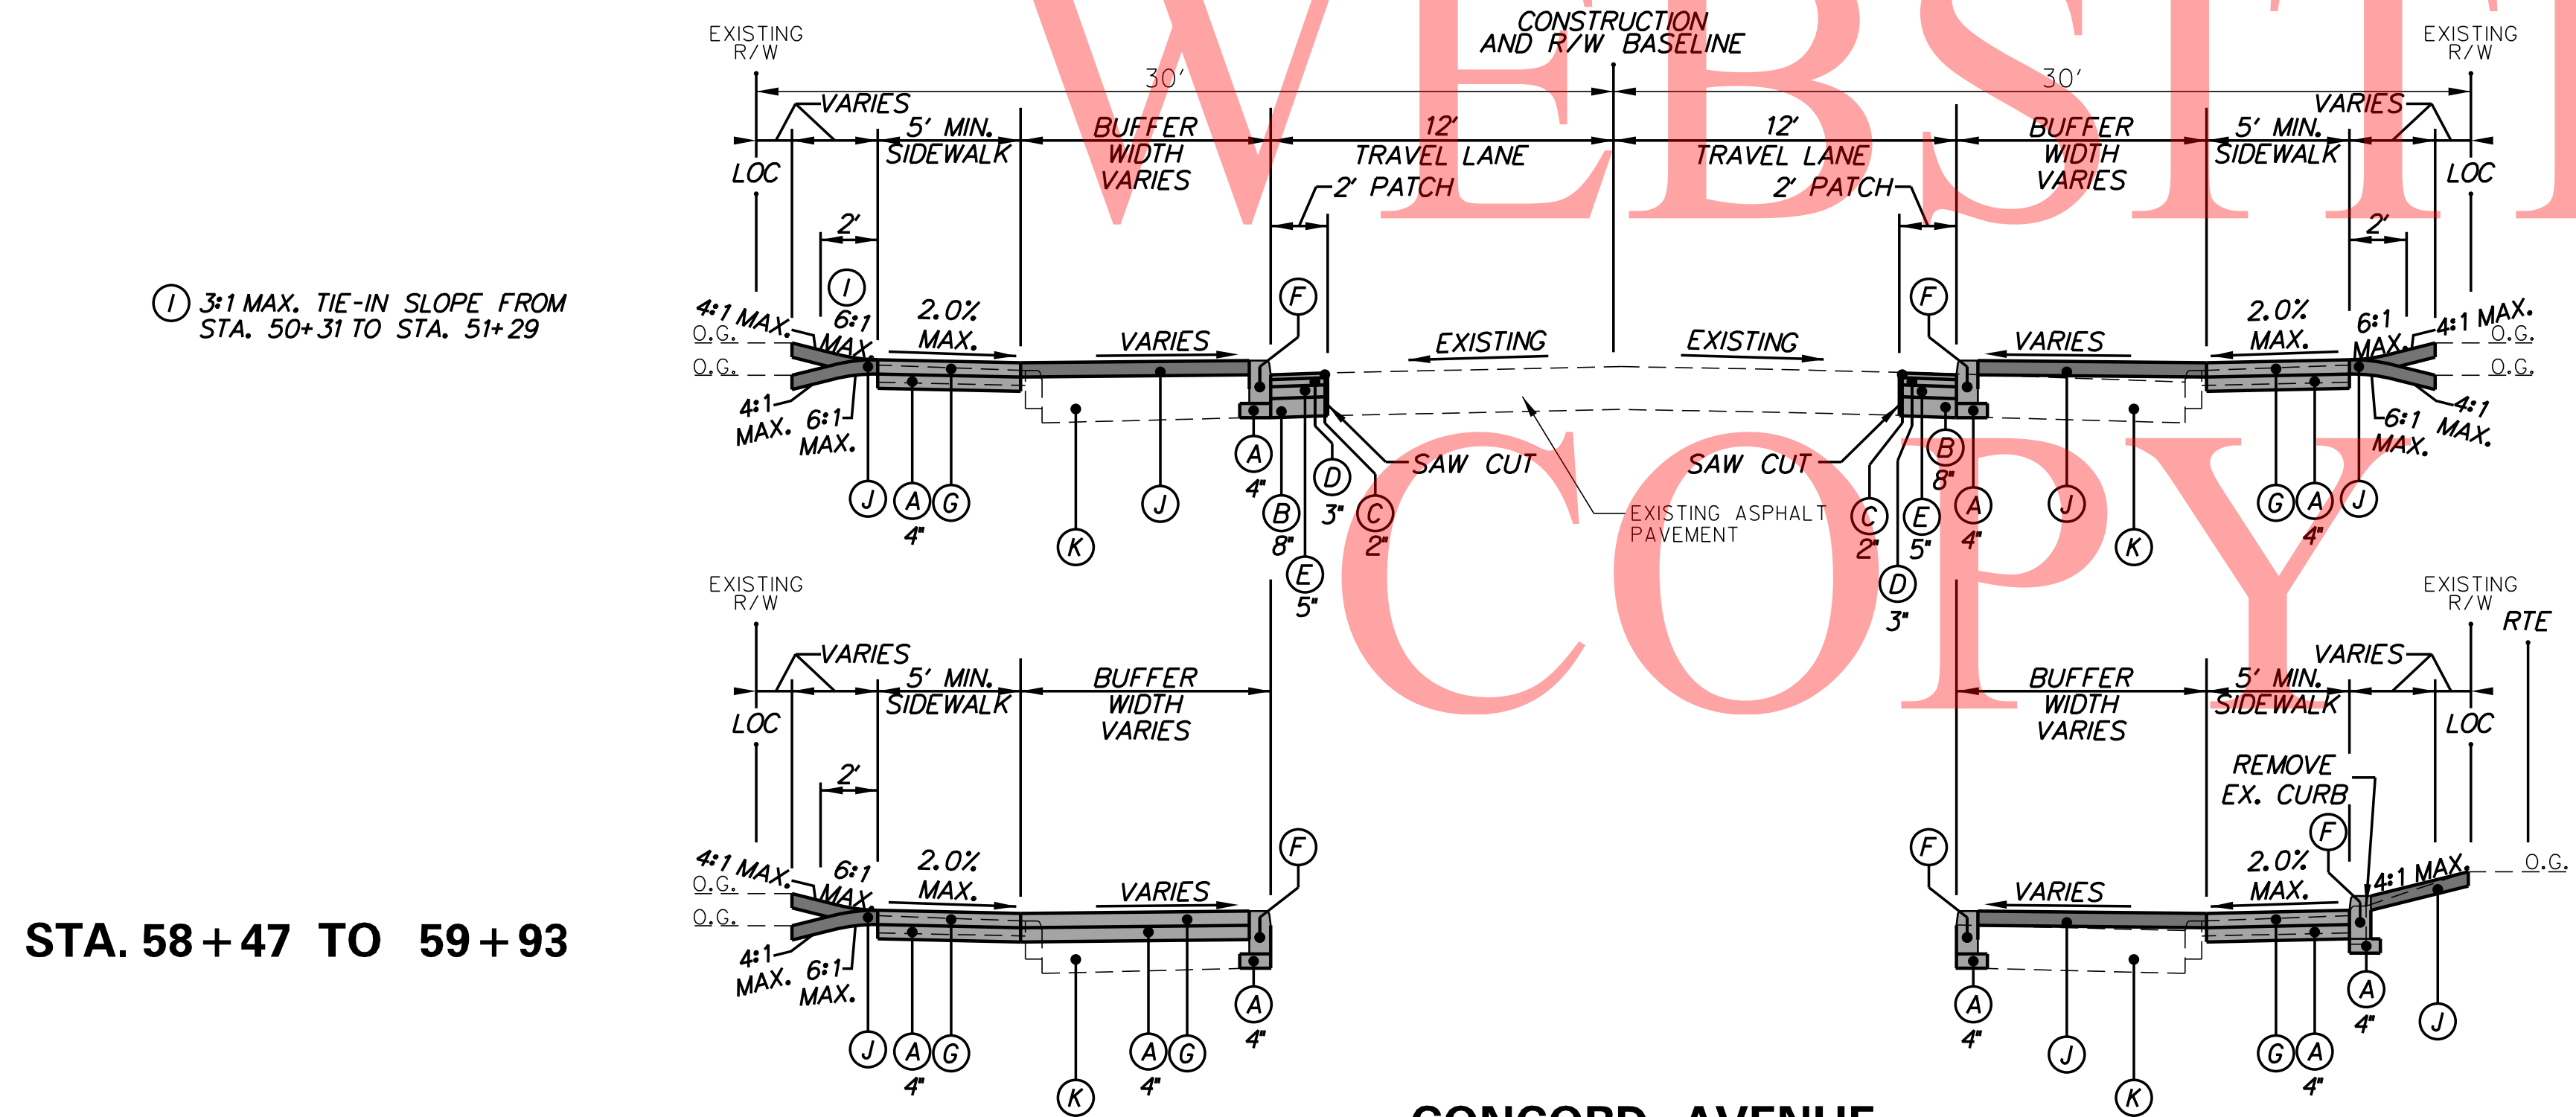 WEBSITE
COPY
EXISTING
R/W
CONSTRUCTION
AND R/W BASELINE
EXISTING
R/W
30'
30'
VARIES
5' MIN.
SIDEWALK
BUFFER
WIDTH
VARIES
12'
TRAVEL LANE
12'
TRAVEL LANE
BUFFER
WIDTH
VARIES
5' MIN.
SIDEWALK
VARIES
LOC
LOC
2' PATCH
2' PATCH
2'
2'
I
I 3:1 MAX. TIE-IN SLOPE FROM
STA. 50+31 TO STA. 51+29
4:1 MAX.
O.G.
O.G.
6:1
MAX.
2.0%
MAX.
VARIES
F
EXISTING
EXISTING
F
VARIES
2.0%
MAX.
6:1
MAX.
4:1 MAX.
O.G.
O.G.
4:1
MAX.
6:1
MAX.
J
A
4"
G
K
J
A
4"
B
8"
E
5"
D
3"
C
2"
SAW CUT
SAW CUT
EXISTING ASPHALT
PAVEMENT
C
2"
D
3"
E
5"
B
8"
A
4"
J
K
G
A
4"
J
6:1
MAX.
4:1
MAX.
EXISTING
R/W
EXISTING
R/W
RTE
VARIES
5' MIN.
SIDEWALK
BUFFER
WIDTH
VARIES
BUFFER
WIDTH
VARIES
5' MIN.
SIDEWALK
VARIES
LOC
LOC
2'
REMOVE
EX. CURB
4:1 MAX.
O.G.
O.G.
6:1
MAX.
2.0%
MAX.
VARIES
F
F
VARIES
2.0%
MAX.
F
4:1 MAX.
O.G.
STA. 58+47 TO 59+93
4:1
MAX.
6:1
MAX.
J
A
4"
G
K
A
4"
G
A
4"
A
4"
J
K
G
A
4"
A
4"
J
CONCORD AVENUE